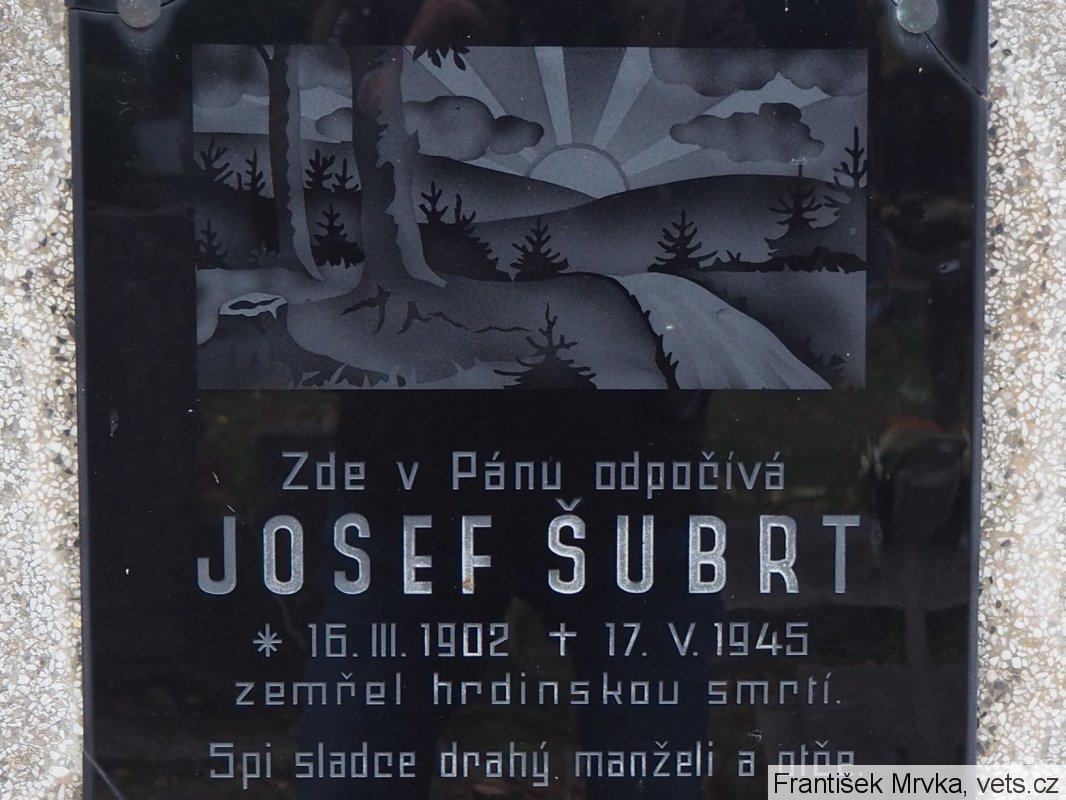 Zde v Pánu odpočívá
JOSEF ŠUBRT
* 16. III. 1902 ✝ 17. V. 1945
zemřel hrdinskou smrtí.
Spi sladce drahý manželi a otče.
František Mrvka, vets.cz